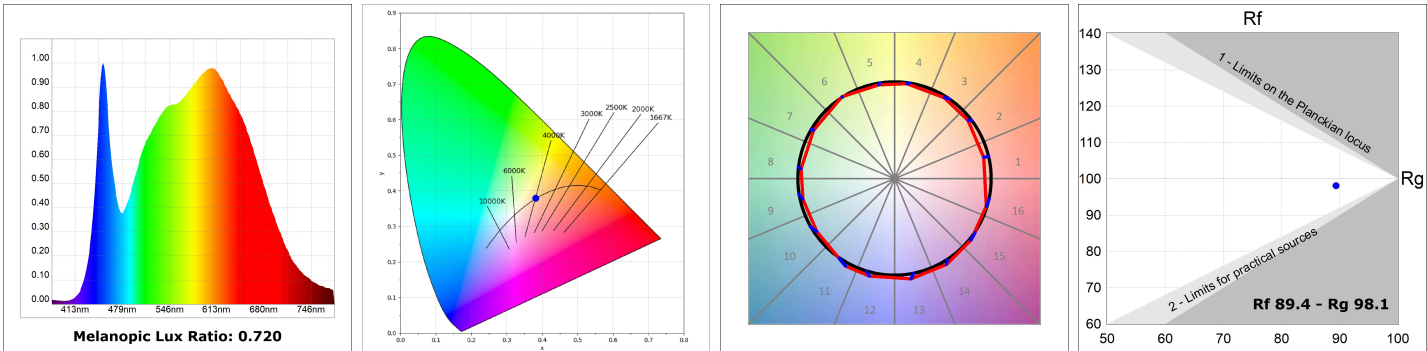 1.00
0.90
0.80
0.70
0.60
0.50
0.40
0.30
0.20
0.10
0.00
413nm 479nm 546nm 613nm 680nm 746nm
Melanopic Lux Ratio: 0.720
0.9
0.8
0.7
0.6
0.5
0.4
0.3
0.2
0.1
0.0
y
0.0 0.1 0.2 0.3 0.4 0.5 0.6 0.7 0.8
x
10000K
6000K
4000K
3000K
2500K
2000K
1667K
1
2
3
4
5
6
7
8
9
10
11
12
13
14
15
16
Rf
140
130
120
110
100
90
80
70
60
Rg
50 60 70 80 90 100
1 - Limits on the Planckian locus
2 - Limits for practical sources
Rf 89.4 - Rg 98.1